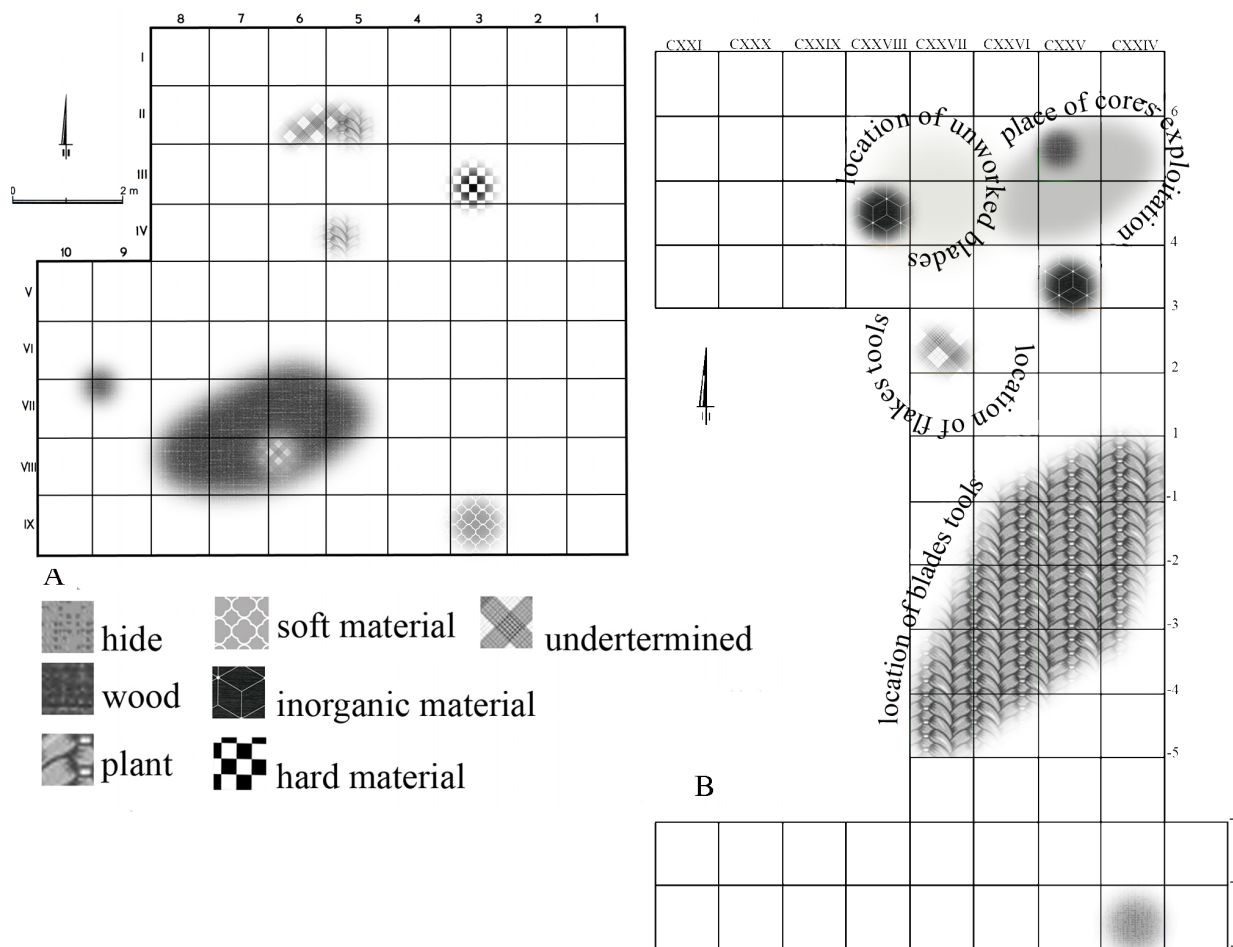 8 7 6 5 4 3 2 1
I
II
III
IV
0 2 m
10 9
V
VI
VII
VIII
IX
A
hide
wood
plant
soft material
inorganic material
hard material
undertermined
CXXI CXXX CXXIX CXXVIII CXXVII CXXVI CXXV CXXIV
6
4
3
2
1
-1
-2
-3
-4
-5
location of unworked blades
place of cores exploitation
location of flakes tools
location of blades tools
B